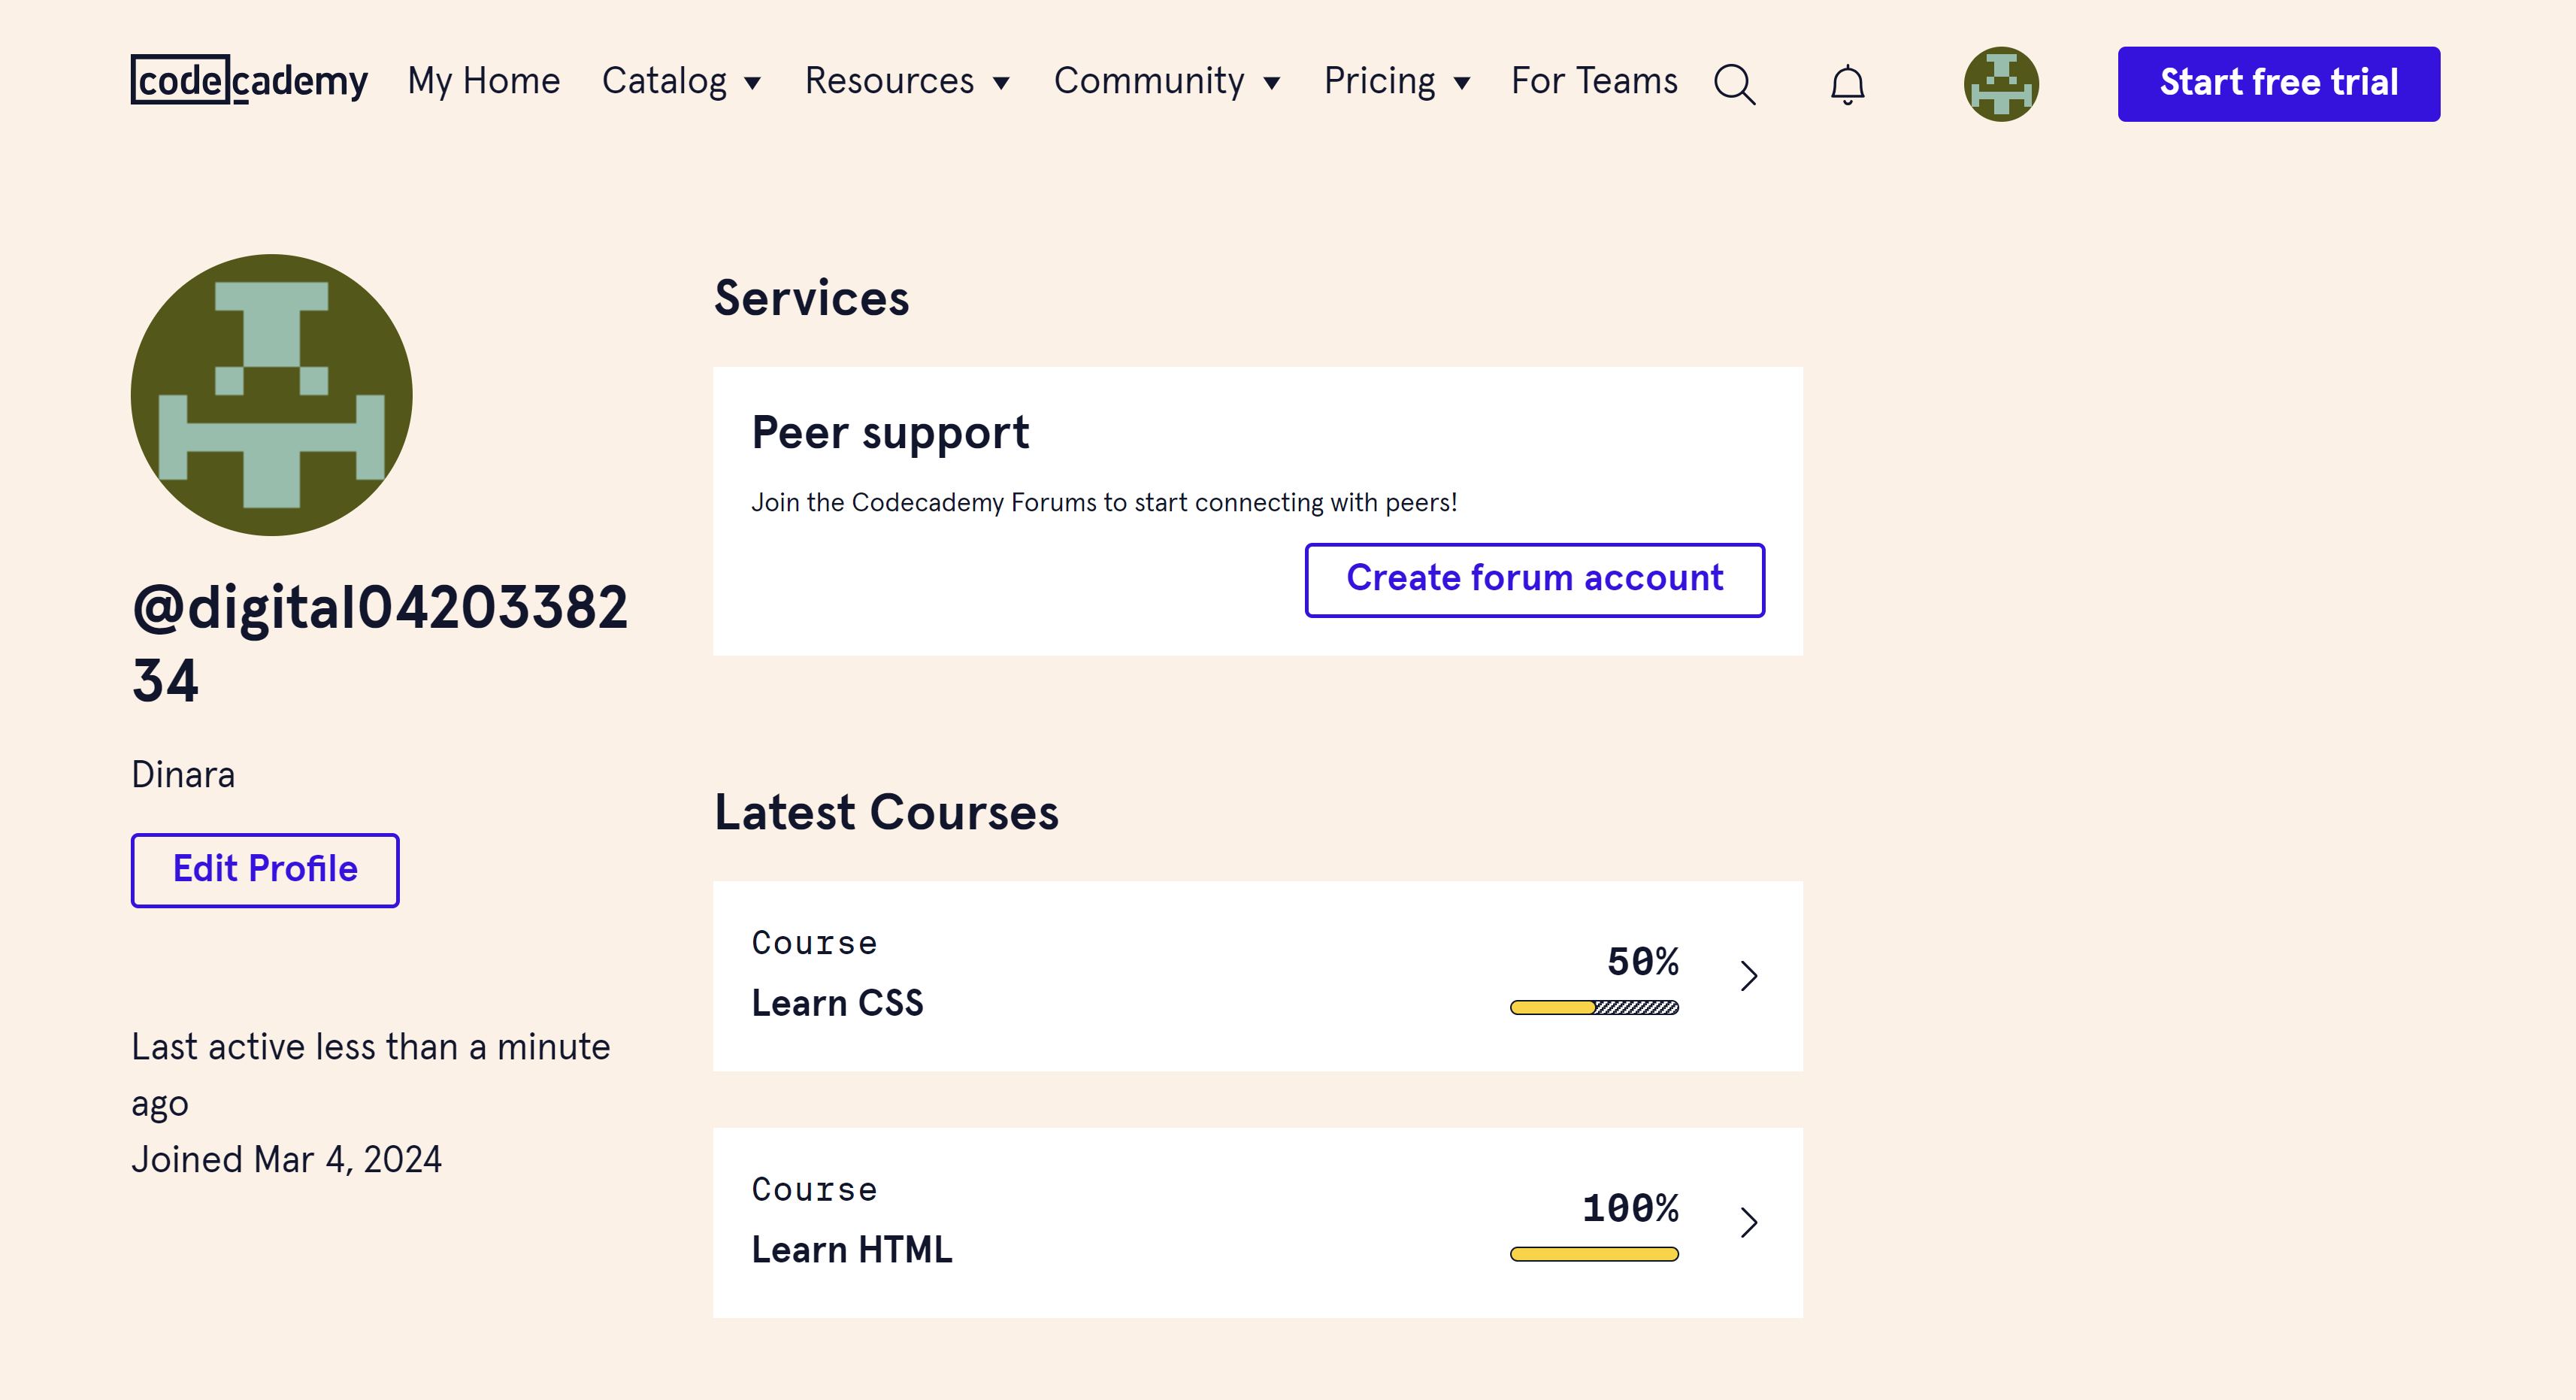 codecademy My Home Catalog Resources Community Pricing For Teams Start free trial
@digital04203382
34
Dinara
Edit Profile
Last active less than a minute
ago
Joined Mar 4, 2024
Services
Peer support
Join the Codecademy Forums to start connecting with peers!
Create forum account
Latest Courses
Course
Learn CSS
50%
Course
Learn HTML
100%